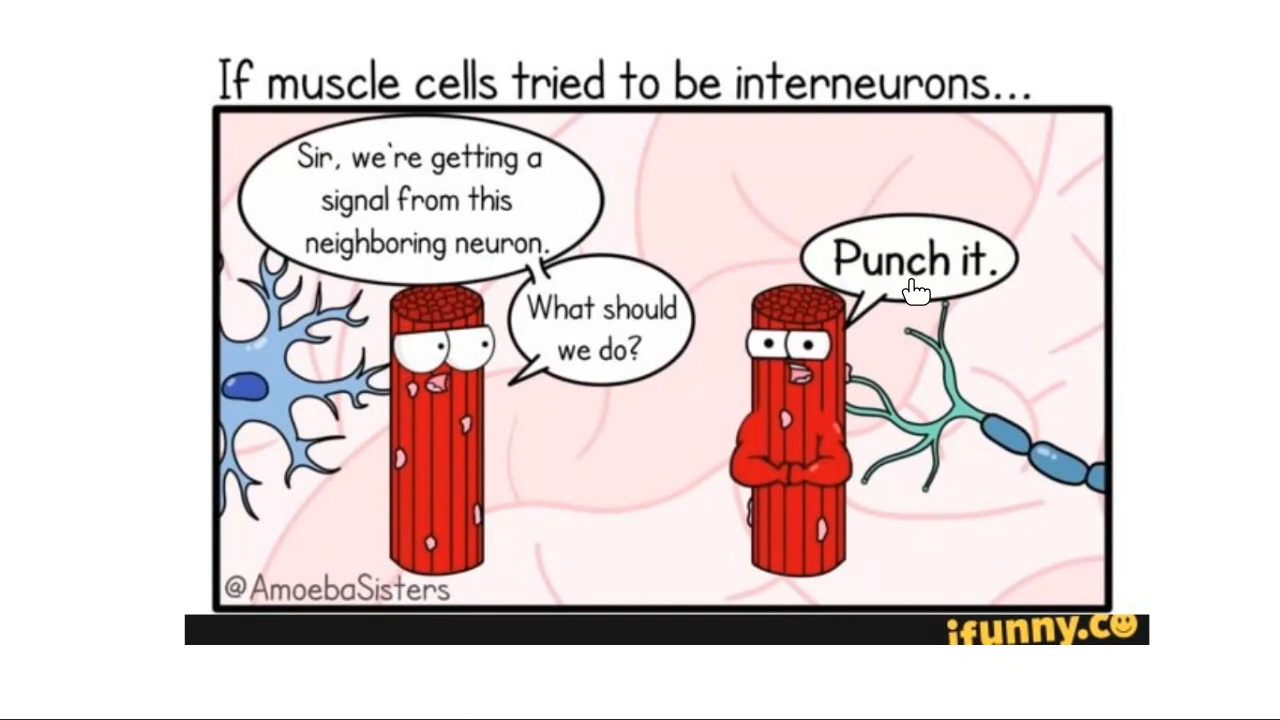 If muscle cells tried to be interneurons...
Sir, we're getting a
signal from this
neighboring neuron.
What should
we do?
Punch it.
@AmoebaSisters
ifunny.co